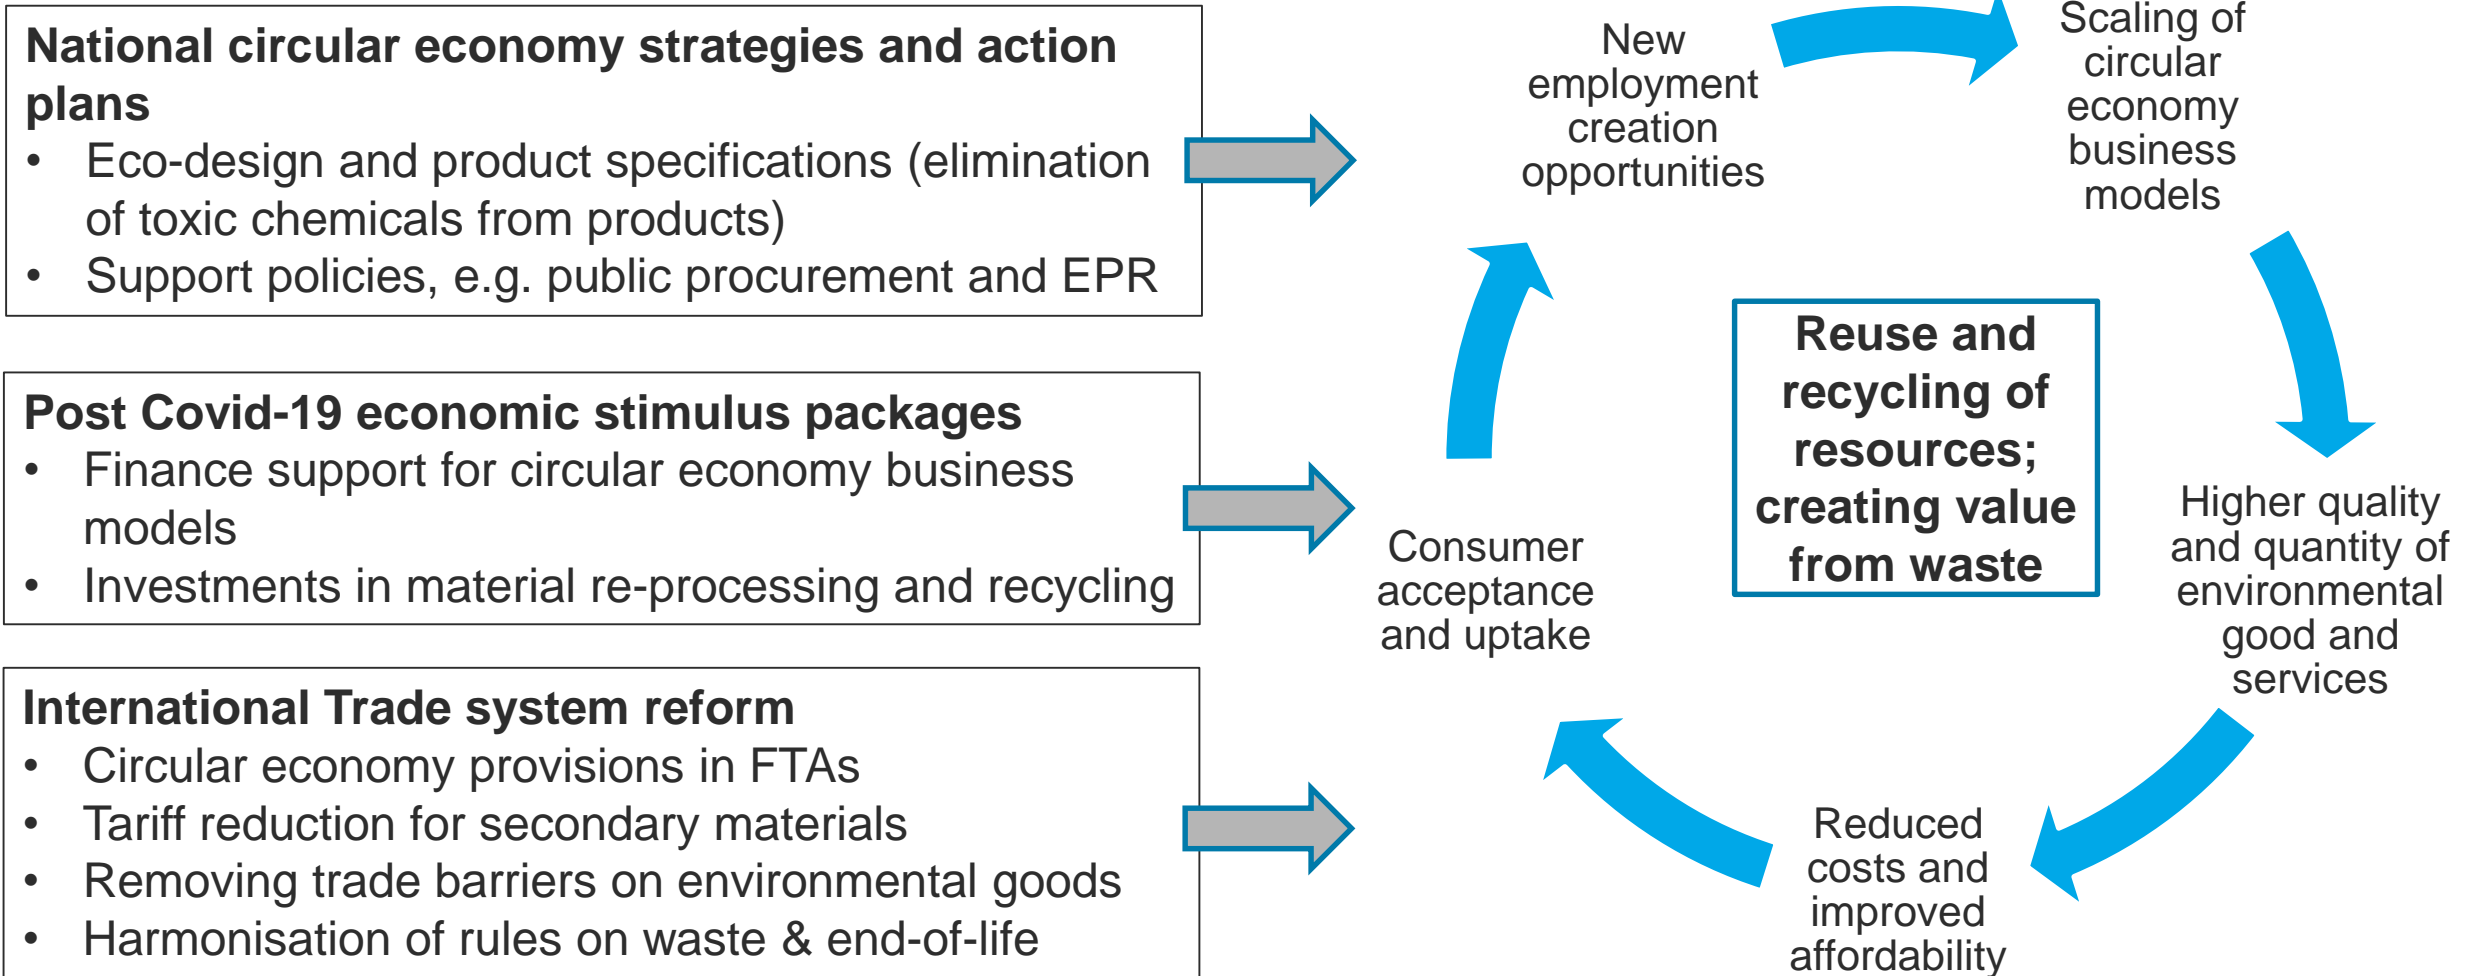 National circular economy strategies and action
plans
• Eco-design and product specifications (elimination
of toxic chemicals from products)
• Support policies, e.g. public procurement and EPR
Post Covid-19 economic stimulus packages
• Finance support for circular economy business
models
• Investments in material re-processing and recycling
International Trade system reform
• Circular economy provisions in FTAs
• Tariff reduction for secondary materials
• Removing trade barriers on environmental goods
• Harmonisation of rules on waste & end-of-life
New
employment
creation
opportunities
Scaling of
circular
economy
business
models
Higher quality
and quantity of
environmental
good and
services
Reduced
costs and
improved
affordability
Consumer
acceptance
and uptake
Reuse and
recycling of
resources;
creating value
from waste